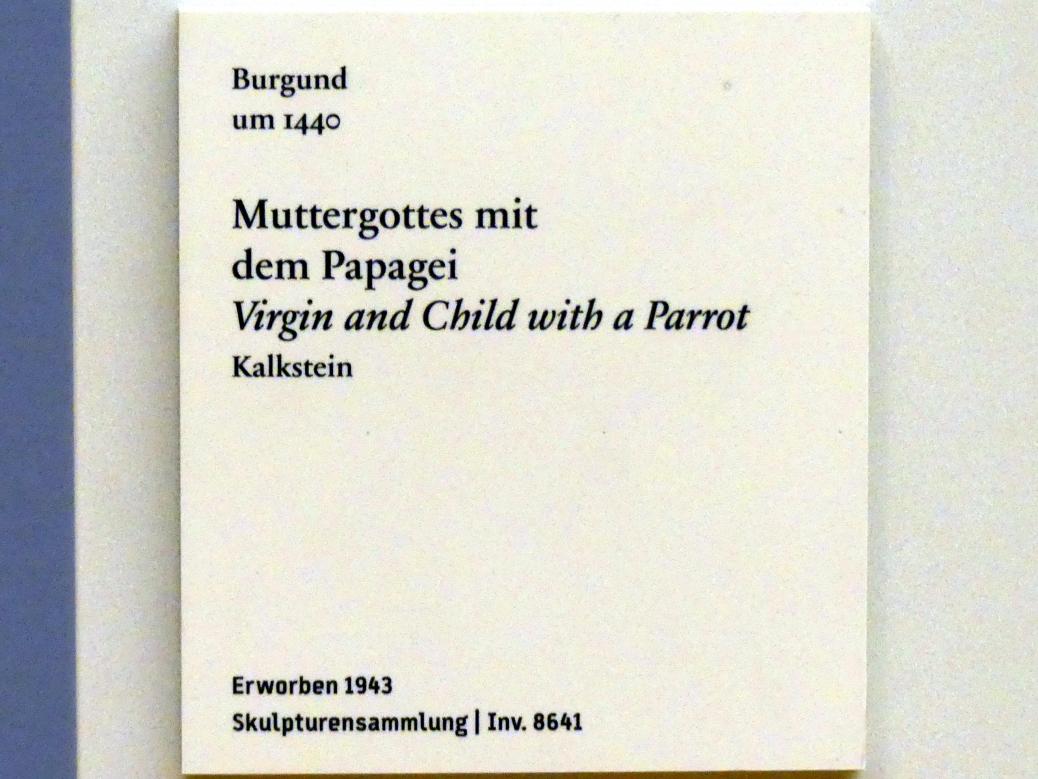 Burgund
um 1440
Muttergottes mit
dem Papagei
Virgin and Child with a Parrot
Kalkstein
Erworben 1943
Skulpturensammlung | Inv. 8641